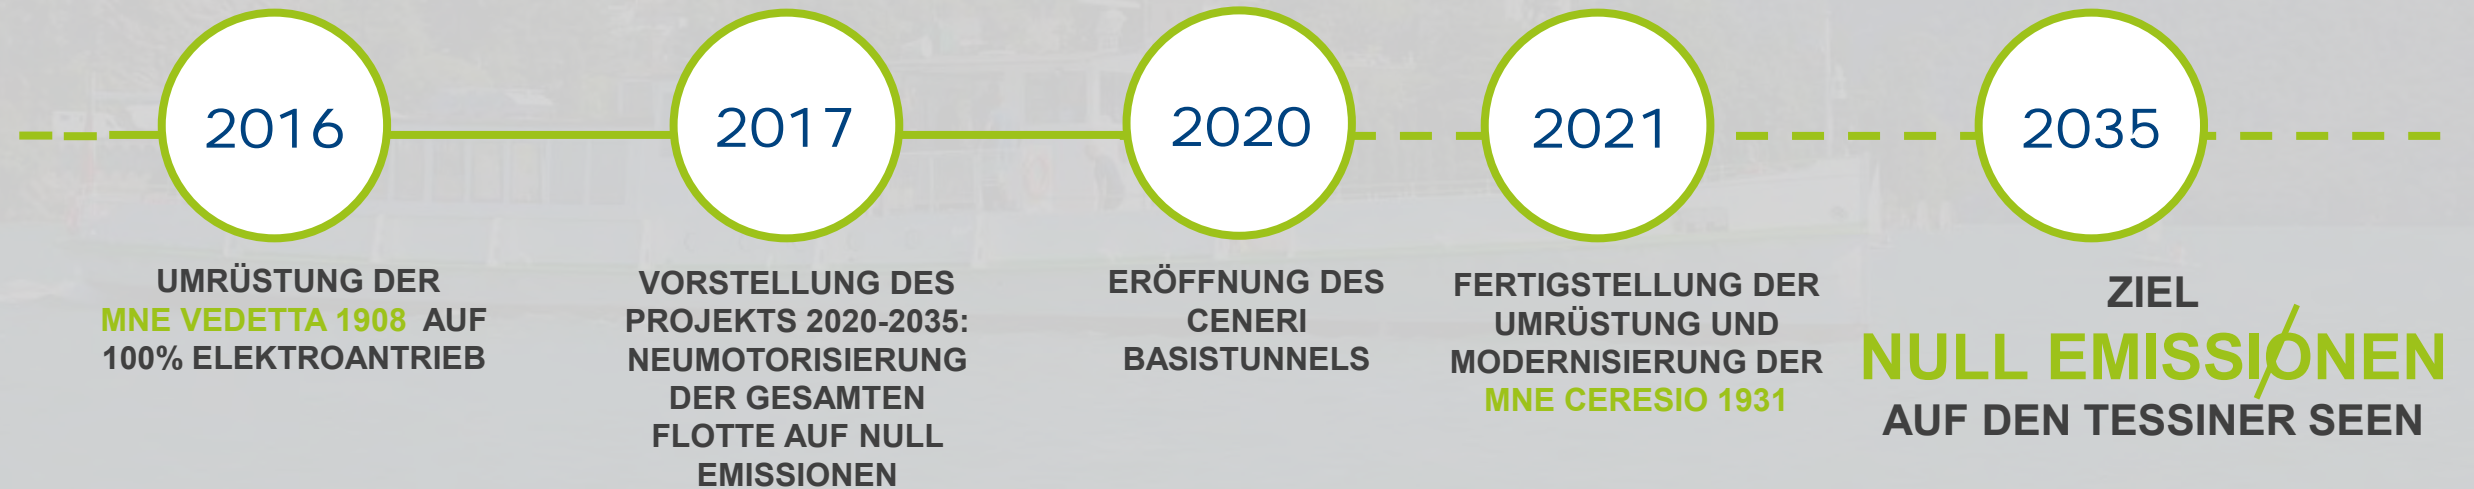 2016
UMRÜSTUNG DER
MNE VEDETTA 1908 AUF
100% ELEKTROANTRIEB
2017
VORSTELLUNG DES
PROJEKTS 2020-2035:
NEUMOTORISIERUNG
DER GESAMTEN
FLOTTE AUF NULL
EMISSIONEN
2020
ERÖFFNUNG DES
CENERI
BASISTUNNELS
2021
FERTIGSTELLUNG DER
UMRÜSTUNG UND
MODERNISIERUNG DER
MNE CERESIO 1931
2035
ZIEL
NULL EMISSIONEN
AUF DEN TESSINER SEEN